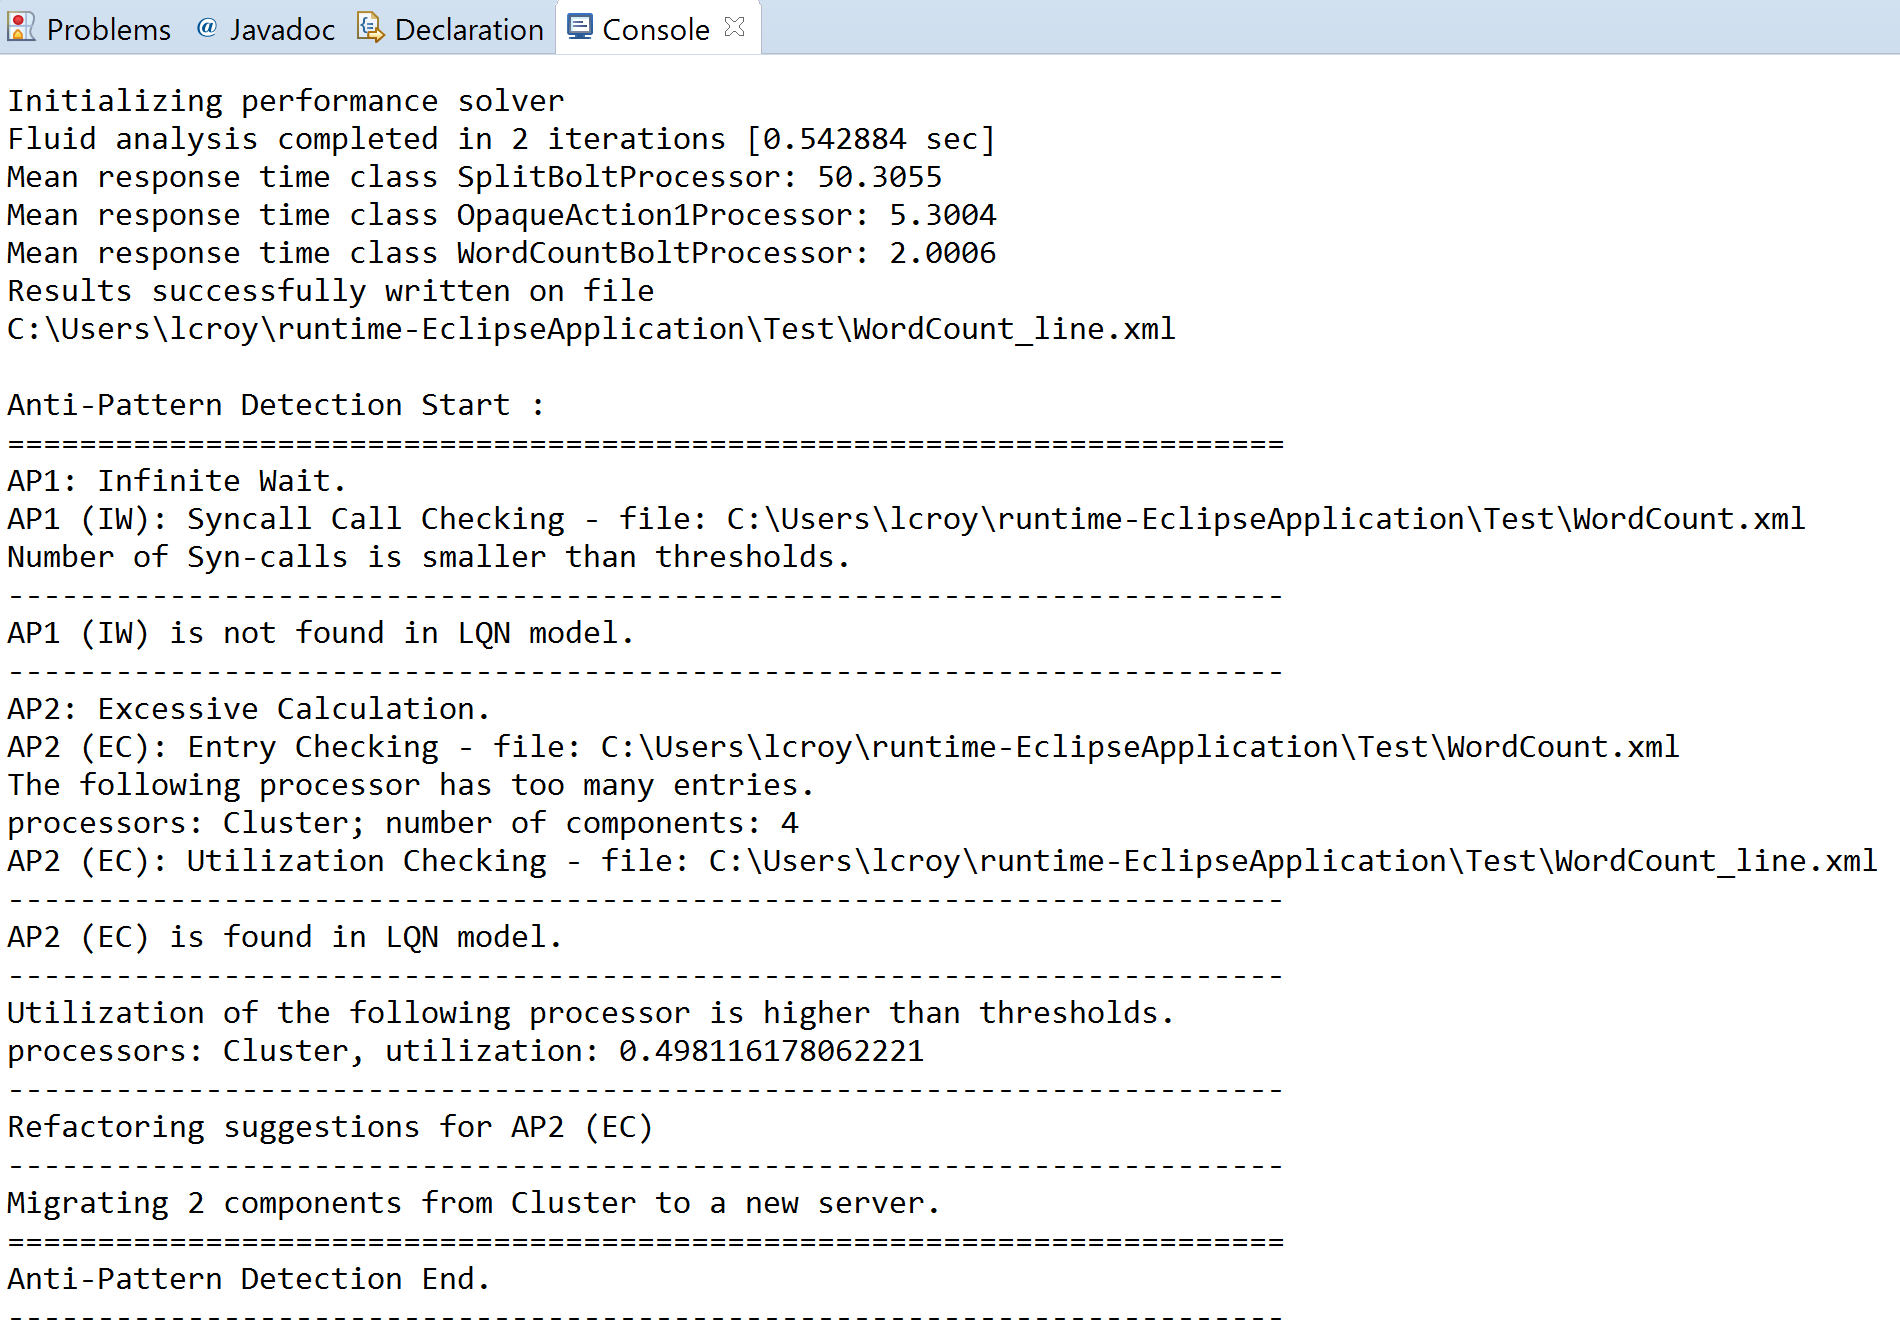 Problems @ Javadoc Declaration Console
Initializing performance solver
Fluid analysis completed in 2 iterations [0.542884 sec]
Mean response time class SplitBoltProcessor: 50.3055
Mean response time class OpaqueAction1Processor: 5.3004
Mean response time class WordCountBoltProcessor: 2.0006
Results successfully written on file
C:\Users\lcroy\runtime-EclipseApplication\Test\WordCount_line.xml
Anti-Pattern Detection Start :
=======================================================================
AP1: Infinite Wait.
AP1 (IW): Syncall Call Checking - file: C:\Users\lcroy\runtime-EclipseApplication\Test\WordCount.xml
Number of Syn-calls is smaller than thresholds.
-----------------------------------------------------------------------
AP1 (IW) is not found in LQN model.
-----------------------------------------------------------------------
AP2: Excessive Calculation.
AP2 (EC): Entry Checking - file: C:\Users\lcroy\runtime-EclipseApplication\Test\WordCount.xml
The following processor has too many entries.
processors: Cluster; number of components: 4
AP2 (EC): Utilization Checking - file: C:\Users\lcroy\runtime-EclipseApplication\Test\WordCount_line.xml
-----------------------------------------------------------------------
AP2 (EC) is found in LQN model.
-----------------------------------------------------------------------
Utilization of the following processor is higher than thresholds.
processors: Cluster, utilization: 0.498116178062221
-----------------------------------------------------------------------
Refactoring suggestions for AP2 (EC)
-----------------------------------------------------------------------
Migrating 2 components from Cluster to a new server.
=======================================================================
Anti-Pattern Detection End.
-----------------------------------------------------------------------